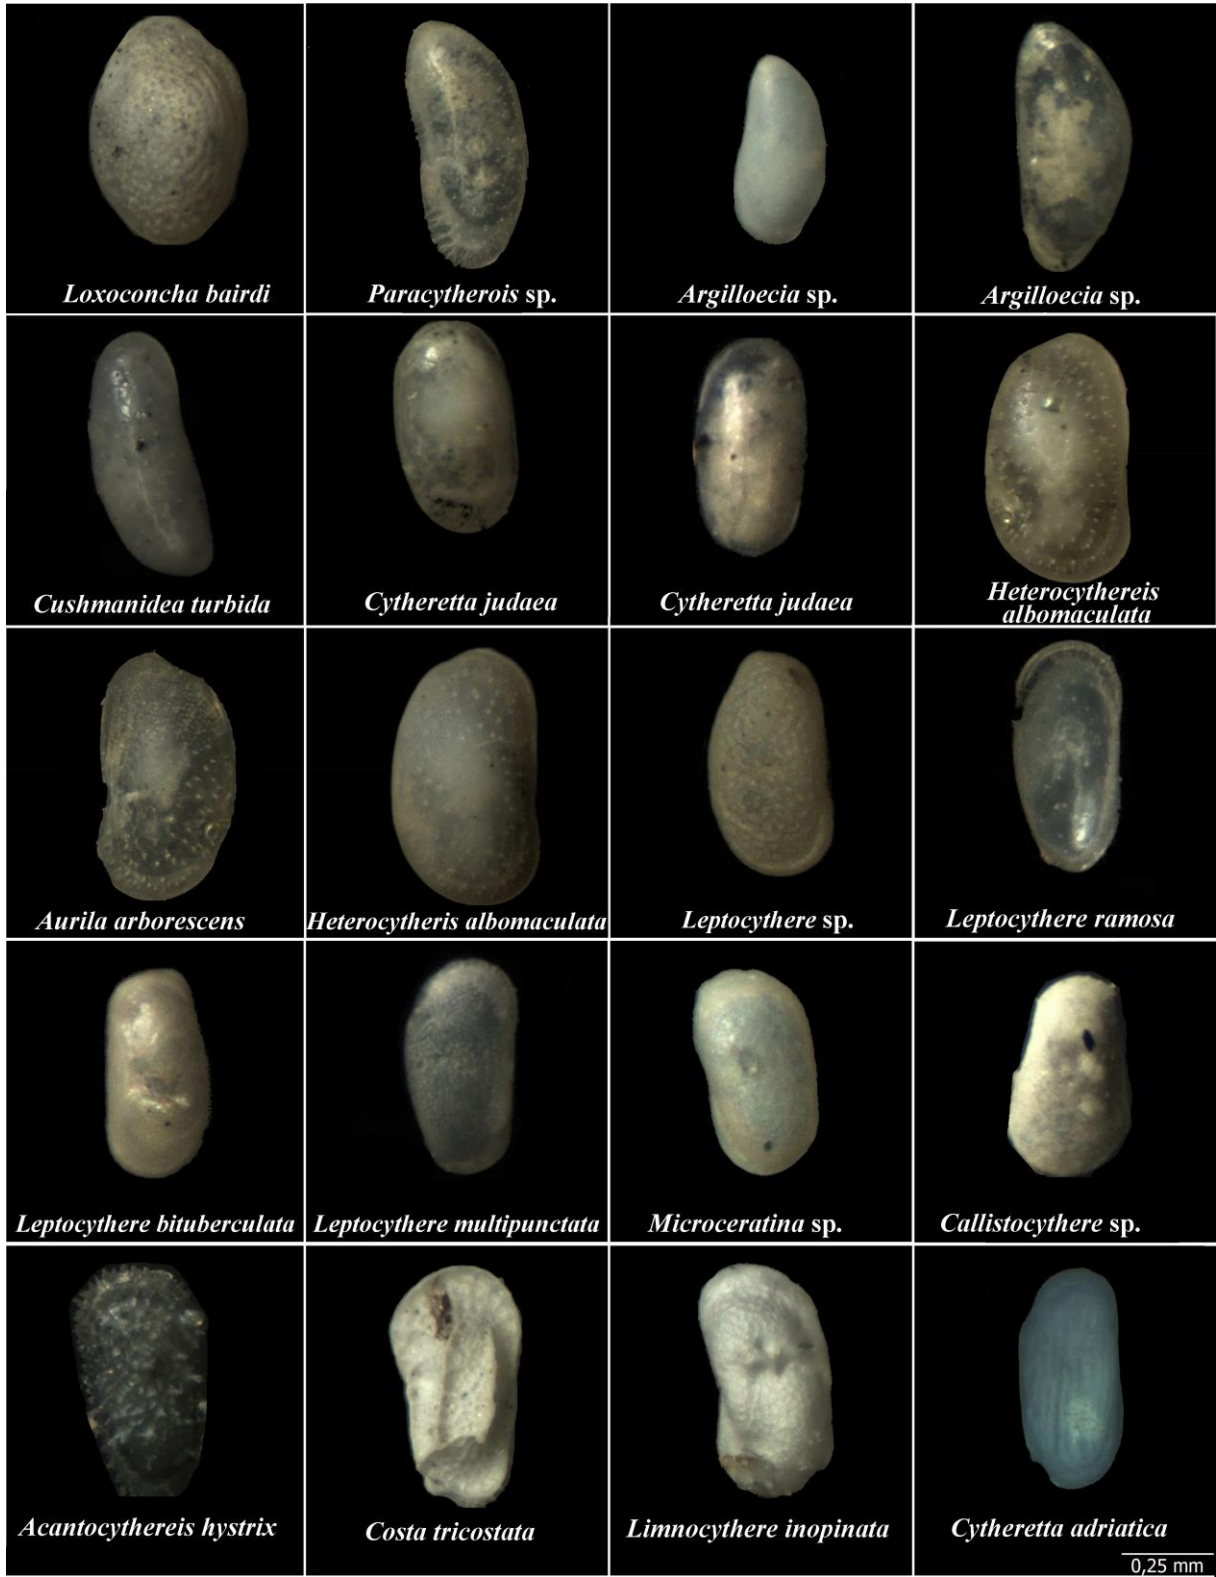 Loxoconcha bairdi
Paracytherois sp.
Argilloecia sp.
Argilloecia sp.
Cushmanidea turbida
Cytheretta judaea
Cytheretta judaea
Heterocythereis
albomaculata
Aurila arborescens
Heterocytheris albomaculata
Leptocythere sp.
Leptocythere ramosa
Leptocythere bituberculata
Leptocythere multipunctata
Microceratina sp.
Callistocythere sp.
Acantocythereis hystrix
Costa tricostata
Limnocythere inopinata
Cytheretta adriatica
0,25 mm